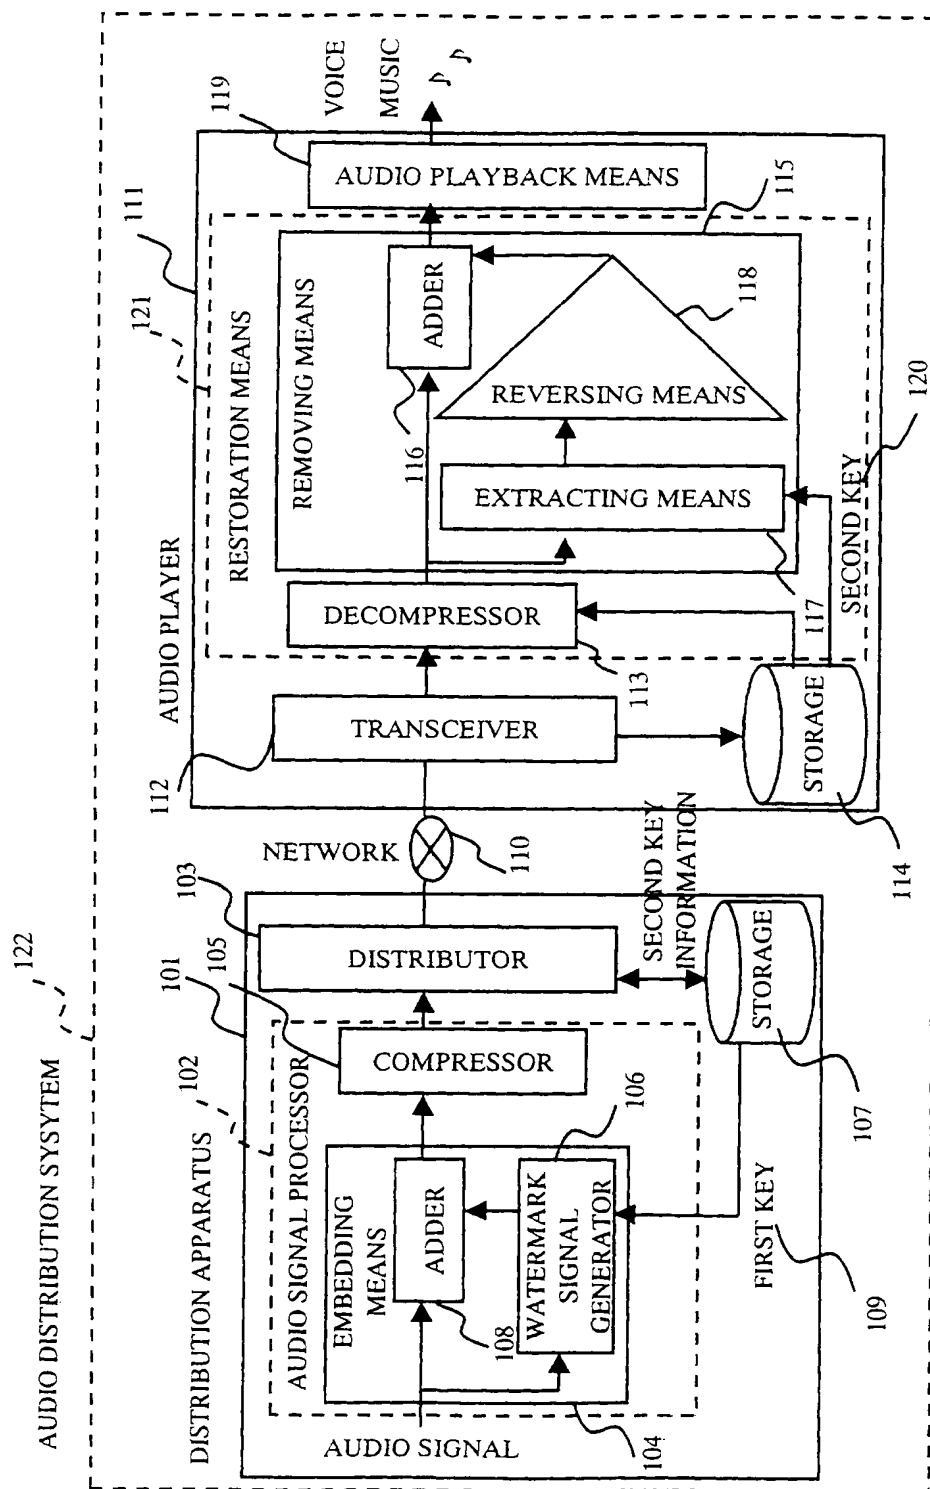 AUDIO DISTRIBUTION SYSYTEM
122
DISTRIBUTION APPARATUS
101
102
AUDIO SIGNAL PROCESSOR
EMBEDDING
MEANS
ADDER
108
WATERMARK
SIGNAL
GENERATOR
106
104
AUDIO SIGNAL
COMPRESSOR
105
DISTRIBUTOR
103
SECOND KEY
INFORMATION
STORAGE
107
FIRST KEY
109
NETWORK
110
AUDIO PLAYER
111
112
TRANSCEIVER
STORAGE
114
121
RESTORATION MEANS
DECOMPRESSOR
113
REMOVING MEANS
115
ADDER
116
EXTRACTING MEANS
117
REVERSING MEANS
118
SECOND KEY
120
AUDIO PLAYBACK MEANS
119
VOICE
MUSIC